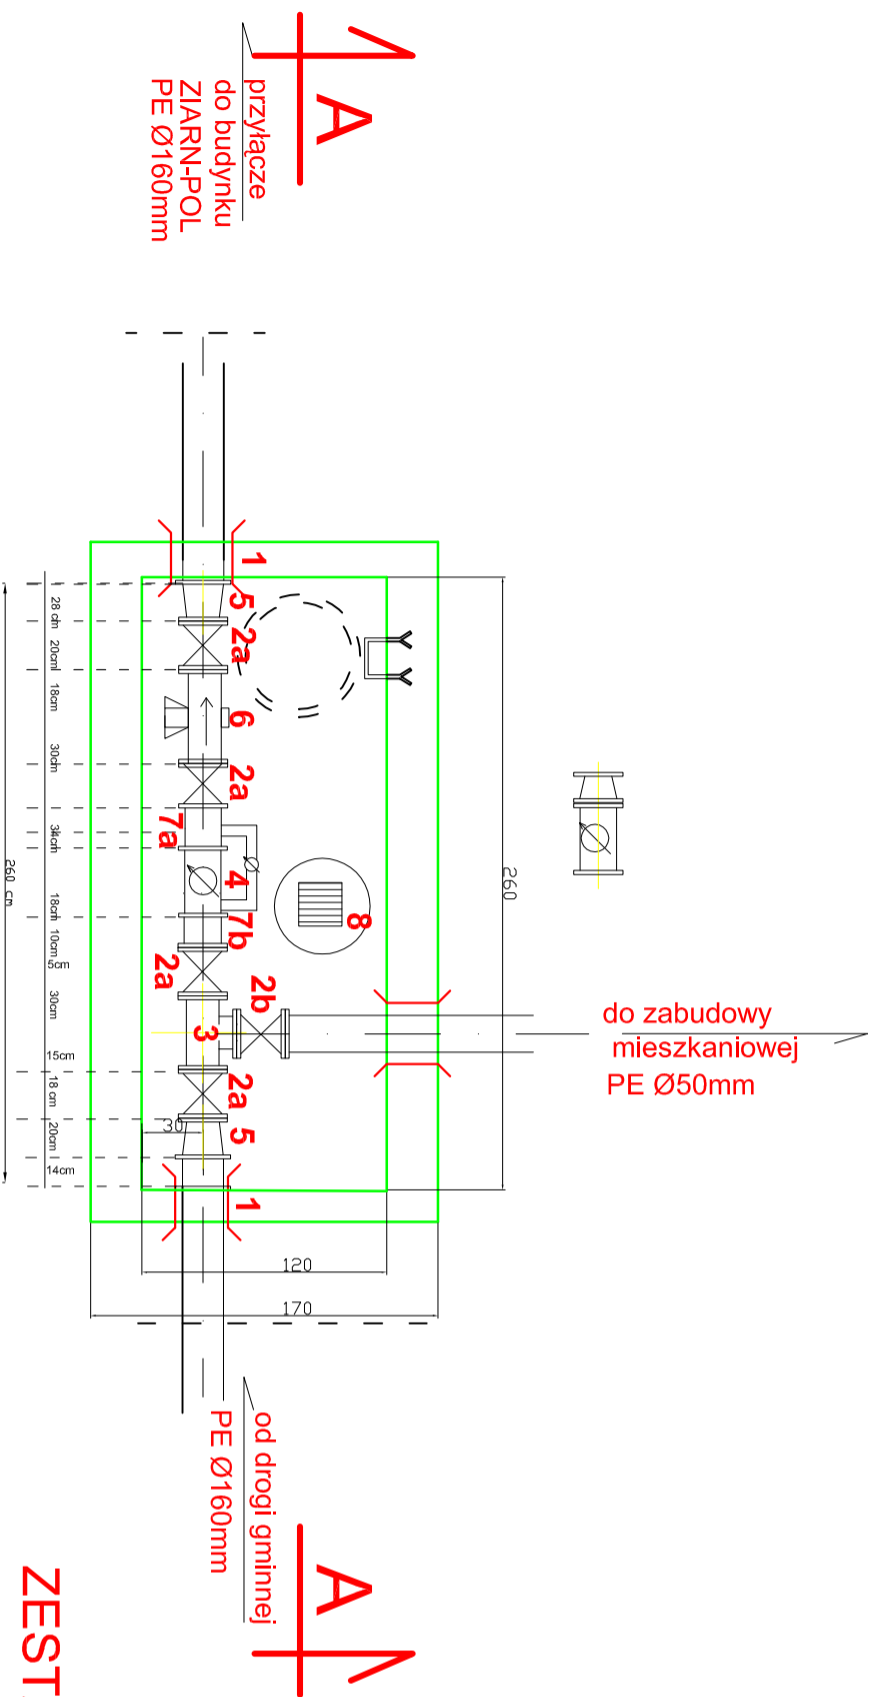 A
przyłącze
do budynku
ZIARN-POL
PE Ø160mm
1
5
2a
6
2a
7a
4
7b
8
2a
2b
3
2a
5
1
28 cm
20cm
18cm
30cm
34cm
18cm
10cm
5cm
30cm
15cm
18 cm
20cm
14cm
260 cm
260
30
120
170
do zabudowy
mieszkaniowej
PE Ø50mm
od drogi gminnej
PE Ø160mm
A
ZEST